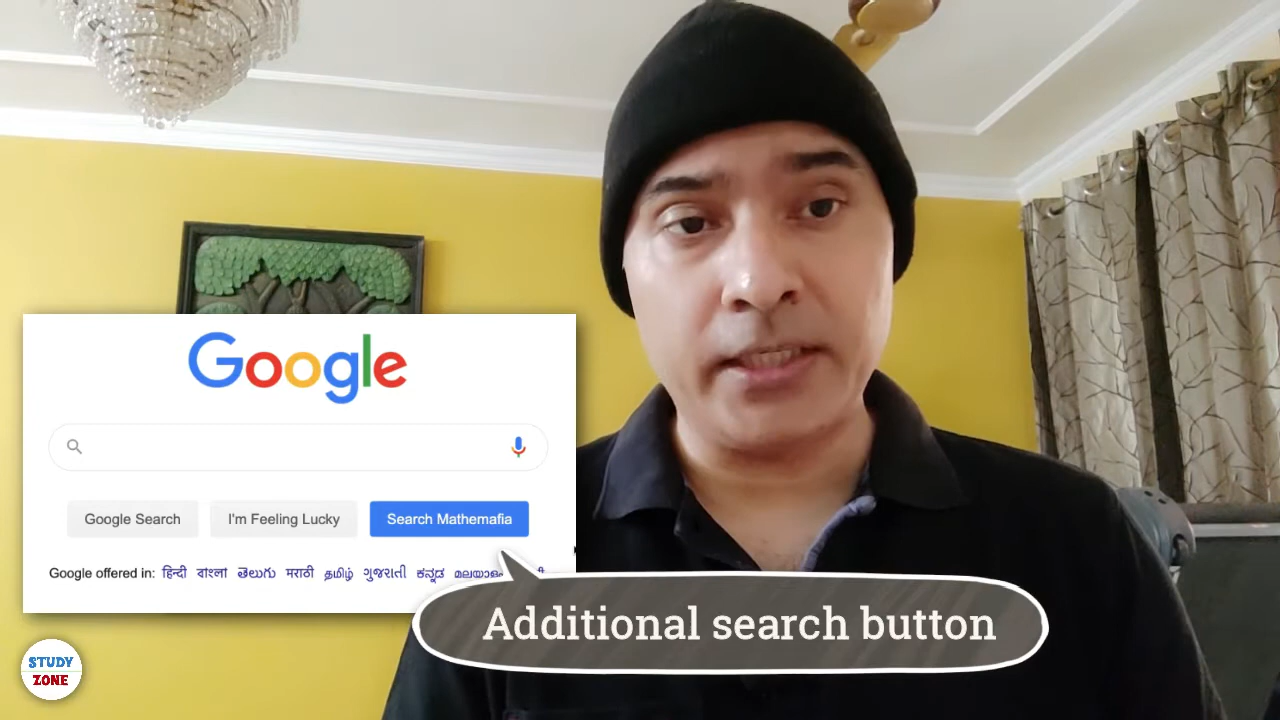 Google
Google Search
I'm Feeling Lucky
Search Mathemafia
Google offered in: हिन्दी বাংলা తెలుగు मराठी தமிழ் ગુજરાતી ಕನ್ನಡ
Additional search button
STUDY
ZONE